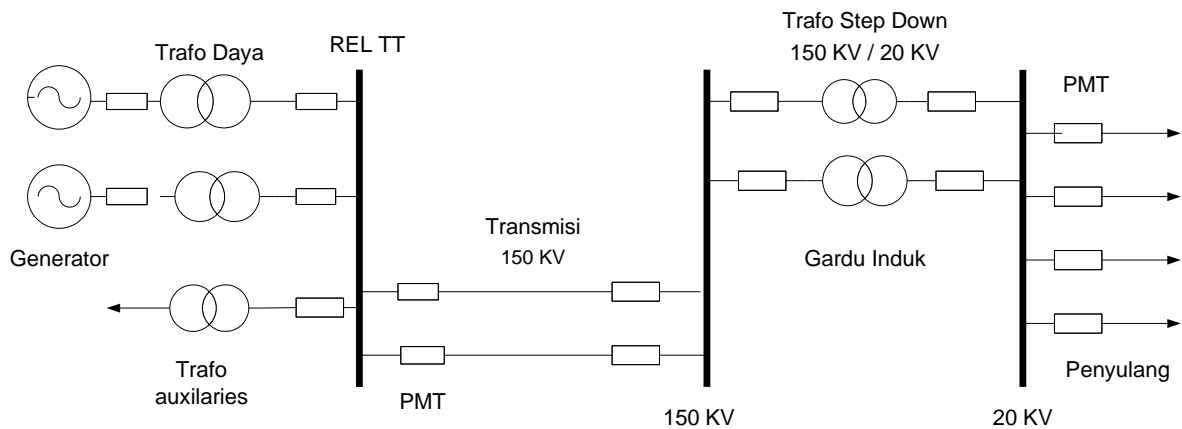 Trafo Daya
REL TT
Trafo Step Down
150 KV / 20 KV
PMT
Generator
Transmisi
150 KV
Gardu Induk
Trafo
auxilaries
PMT
Penyulang
150 KV
20 KV